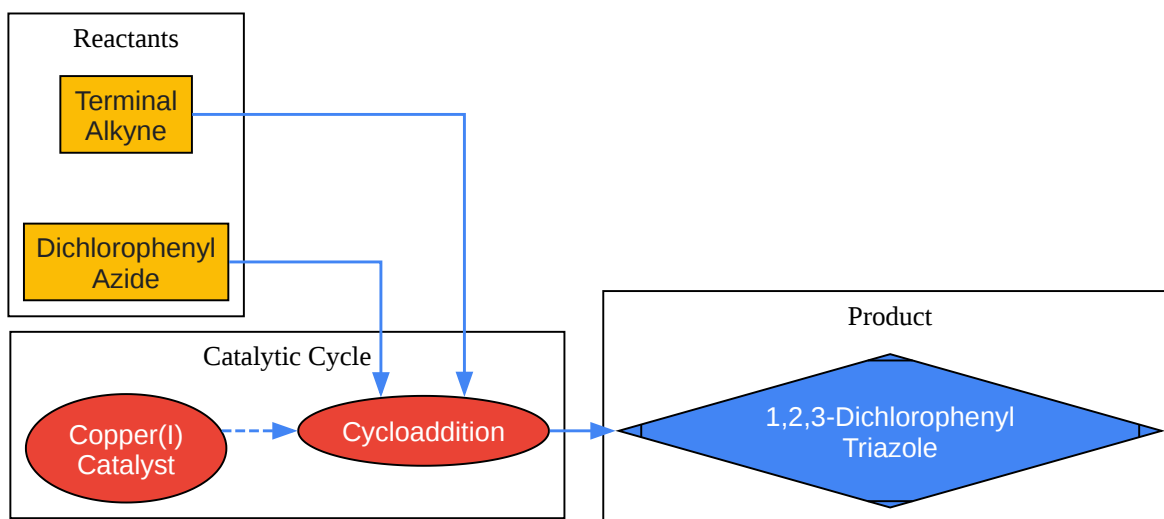 Reactants
Terminal
Alkyne
Dichlorophenyl
Azide
Catalytic Cycle
Copper(I)
Catalyst
Cycloaddition
Product
1,2,3-Dichlorophenyl
Triazole